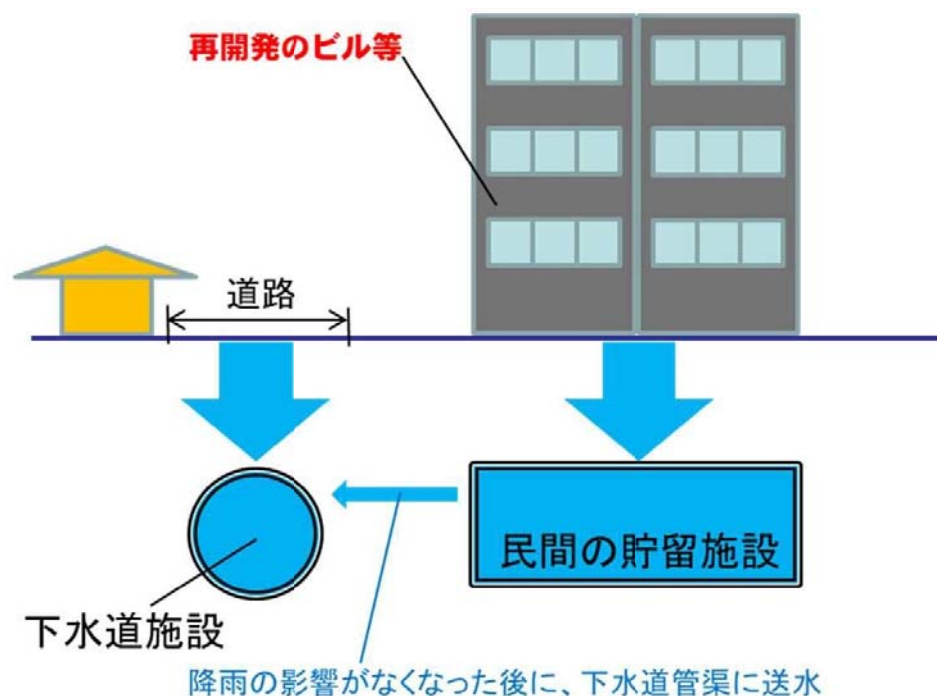 再開発のビル等
道路
民間の貯留施設
下水道施設
降雨の影響がなくなった後に、下水道管渠に送水